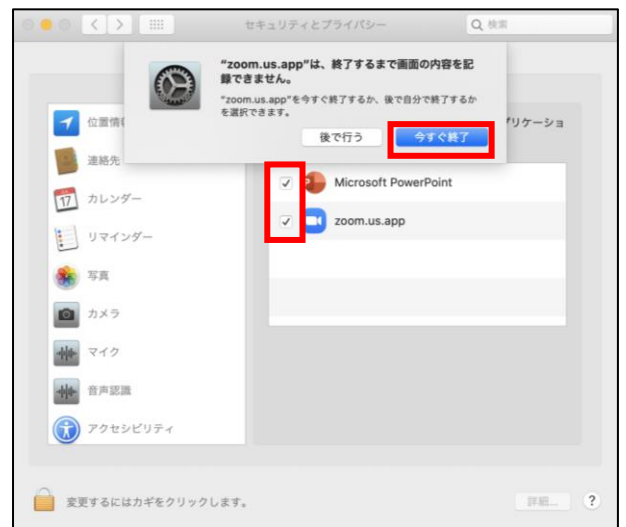 セキュリティとプライバシー
検索
"zoom.us.app"は、終了するまで画面の内容を記
録できません。
"zoom.us.app"を今すぐ終了するか、後で自分で終了するか
を選択できます。
後で行う
今すぐ終了
位置情
プリケーショ
連絡先
17
カレンダー
リマインダー
写真
カメラ
マイク
音声認識
アクセシビリティ
Microsoft PowerPoint
zoom.us.app
変更するにはカギをクリックします。
詳細...
?